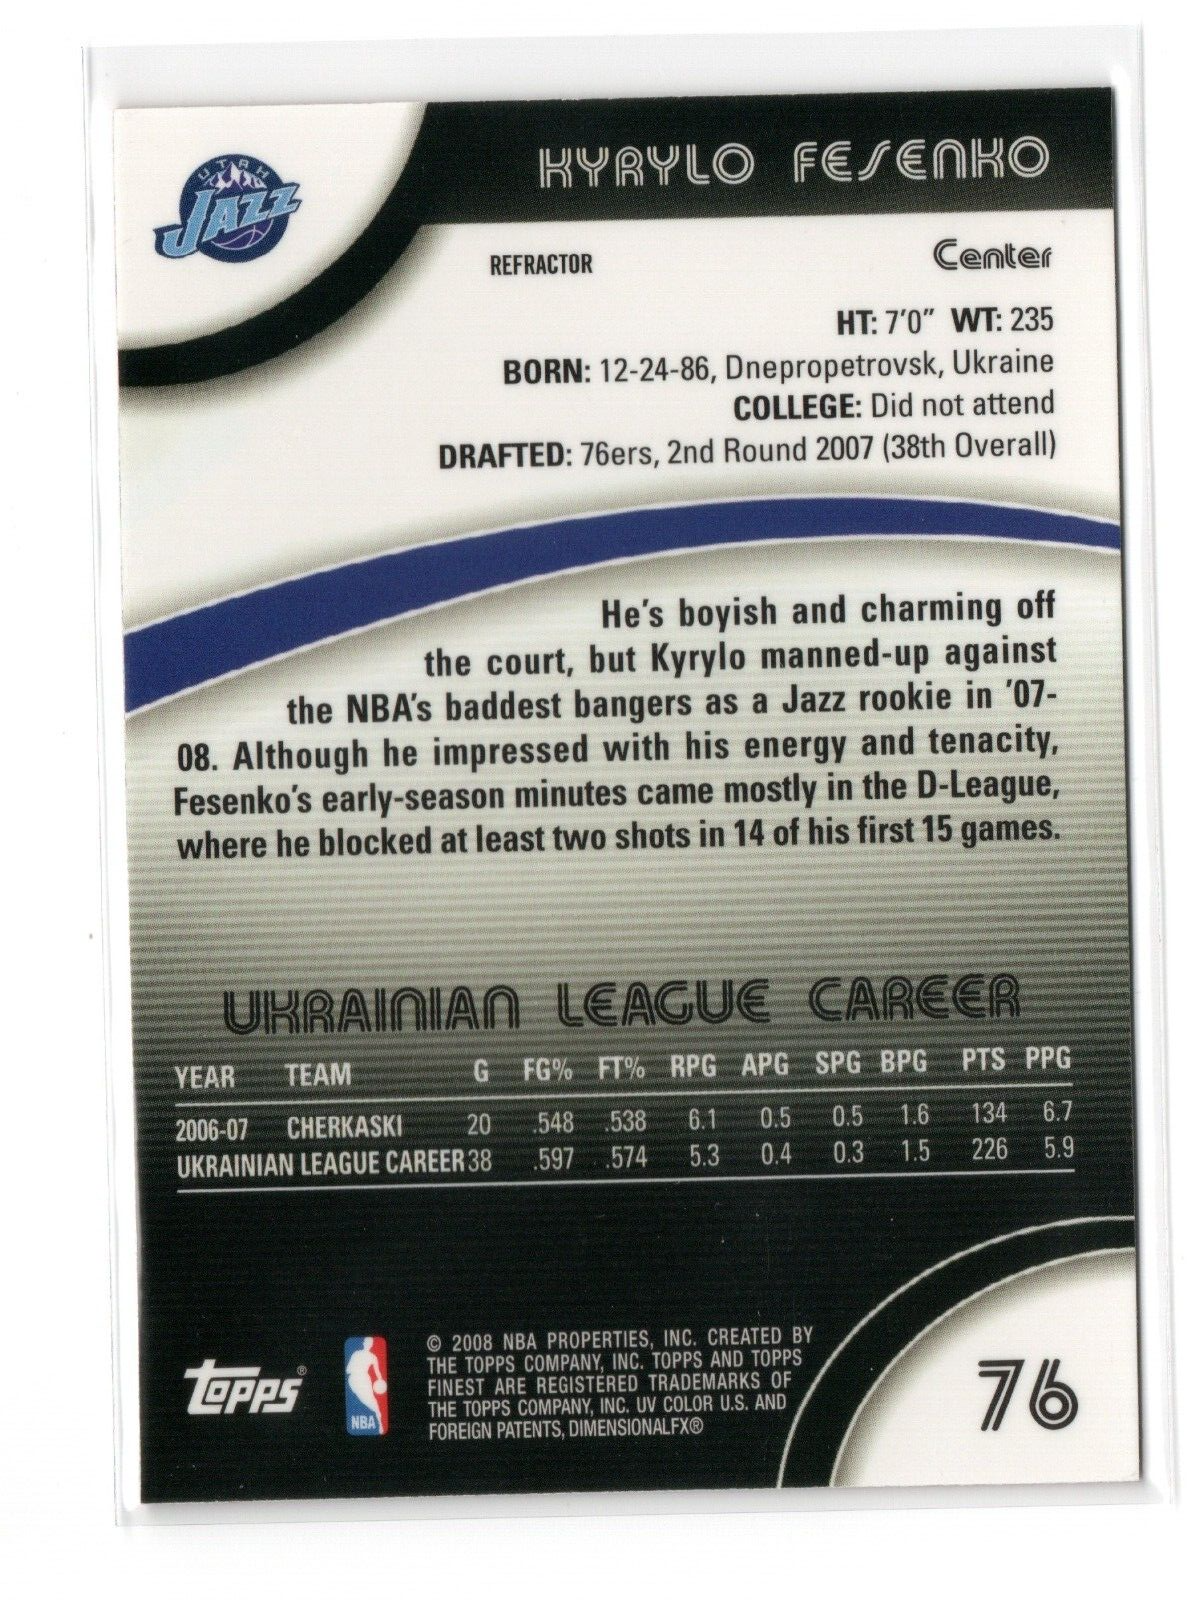 UTAH
JAZZ
KYRYLO FESENKO
REFRACTOR
Center
HT: 7'0" WT: 235
BORN: 12-24-86, Dnepropetrovsk, Ukraine
COLLEGE: Did not attend
DRAFTED: 76ers, 2nd Round 2007 (38th Overall)
He's boyish and charming off
the court, but Kyrylo manned-up against
the NBA's baddest bangers as a Jazz rookie in '07-
08. Although he impressed with his energy and tenacity,
Fesenko's early-season minutes came mostly in the D-League,
where he blocked at least two shots in 14 of his first 15 games.
UKRAINIAN LEAGUE CAREER
YEAR TEAM G FG% FT% RPG APG SPG BPG PTS PPG
2006-07 CHERKASKI 20 .548 .538 6.1 0.5 0.5 1.6 134 6.7
UKRAINIAN LEAGUE CAREER 38 .597 .574 5.3 0.4 0.3 1.5 226 5.9
© 2008 NBA PROPERTIES, INC. CREATED BY
THE TOPPS COMPANY, INC. TOPPS AND TOPPS
FINEST ARE REGISTERED TRADEMARKS OF
THE TOPPS COMPANY, INC. UV COLOR U.S. AND
FOREIGN PATENTS, DIMENSIONALFX®
TOPPS®
NBA
76